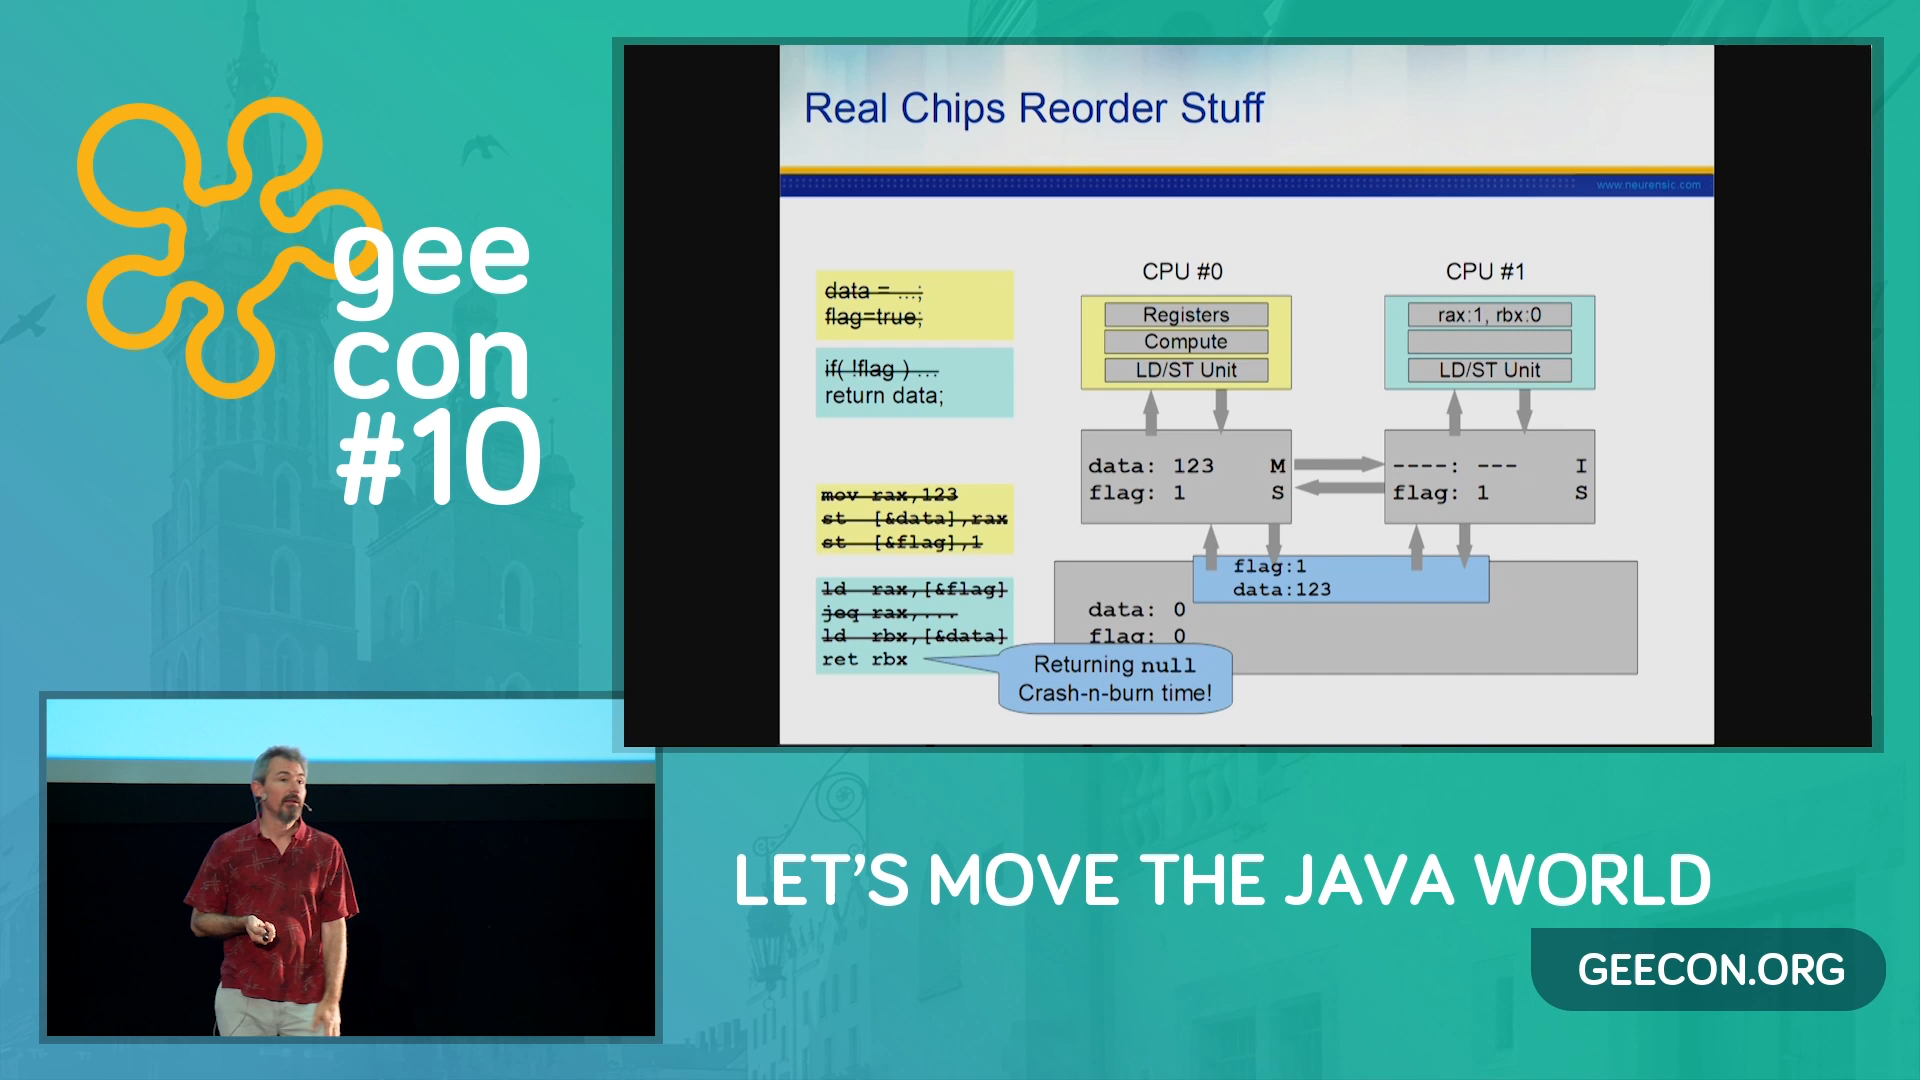 gee
con
#10
Real Chips Reorder Stuff
www.neurensic.com
data = ...;
flag=true;
if( !flag ) ...
return data;
mov rax,123
st [&data],rax
st [&flag],1
ld rax,[&flag]
jeq rax,...
ld rbx,[&data]
ret rbx
CPU #0
Registers
Compute
LD/ST Unit
CPU #1
rax:1, rbx:0
LD/ST Unit
data: 123 M
flag: 1 S
----: --- I
flag: 1 S
flag:1
data:123
data: 0
flag: 0
Returning null
Crash-n-burn time!
LET'S MOVE THE JAVA WORLD
GEECON.ORG